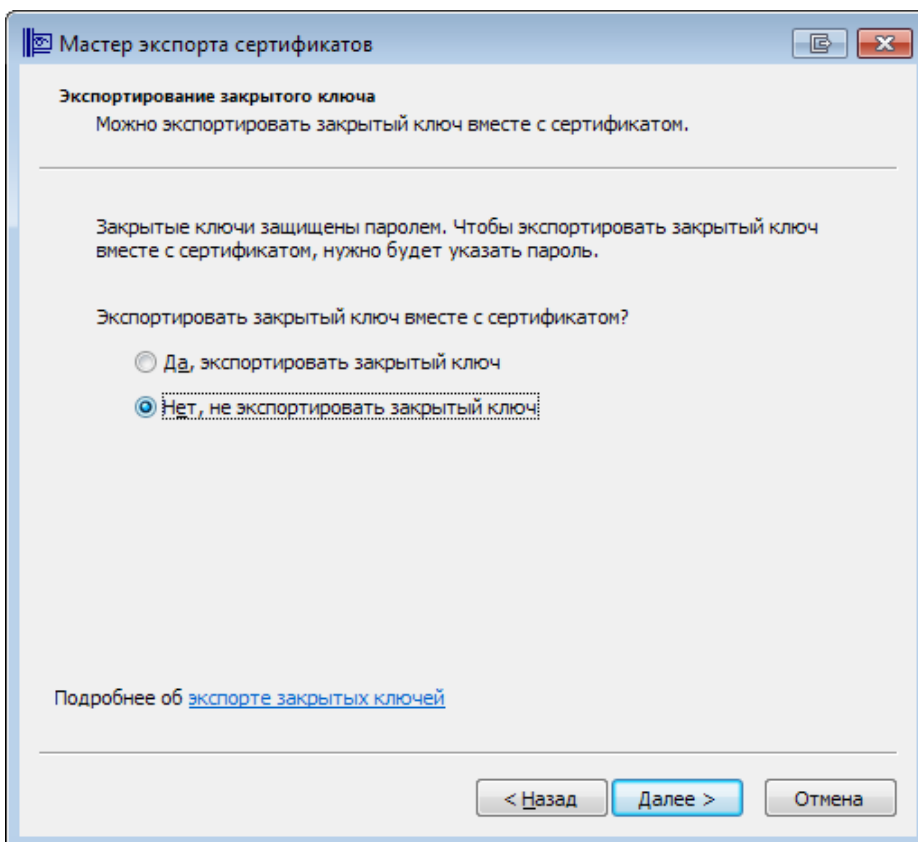 Мастер экспорта сертификатов
Экспортирование закрытого ключа
Можно экспортировать закрытый ключ вместе с сертификатом.
Закрытые ключи защищены паролем. Чтобы экспортировать закрытый ключ
вместе с сертификатом, нужно будет указать пароль.
Экспортировать закрытый ключ вместе с сертификатом?
Да, экспортировать закрытый ключ
Нет, не экспортировать закрытый ключ
Подробнее об экспорте закрытых ключей
< Назад Далее > Отмена